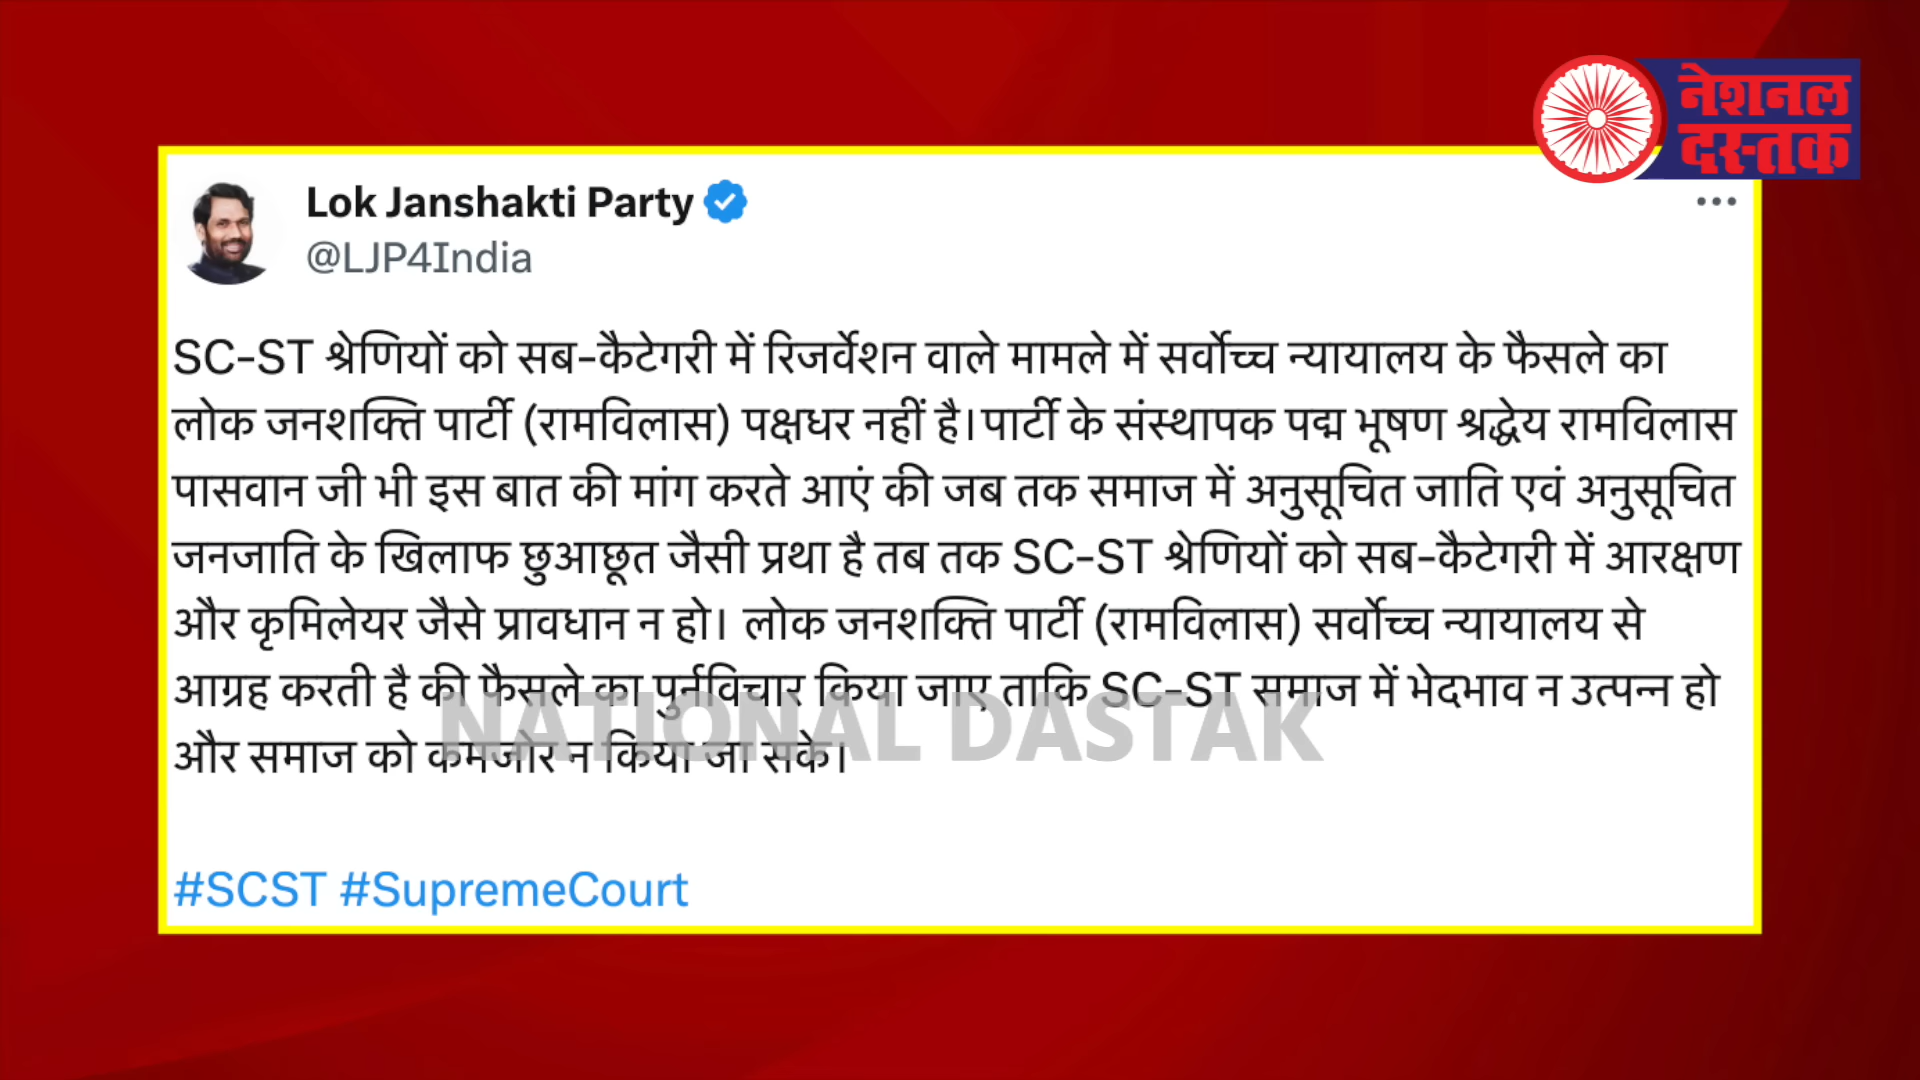 नेशनल
दस्तक
Lok Janshakti Party
@LJP4India
SC-ST श्रेणियों को सब-कैटेगरी में रिजर्वेशन वाले मामले में सर्वोच्च न्यायालय के फैसले का
लोक जनशक्ति पार्टी (रामविलास) पक्षधर नहीं है।पार्टी के संस्थापक पद्म भूषण श्रद्धेय रामविलास
पासवान जी भी इस बात की मांग करते आएं की जब तक समाज में अनुसूचित जाति एवं अनुसूचित
जनजाति के खिलाफ छुआछूत जैसी प्रथा है तब तक SC-ST श्रेणियों को सब-कैटेगरी में आरक्षण
और कृमिलेयर जैसे प्रावधान न हो। लोक जनशक्ति पार्टी (रामविलास) सर्वोच्च न्यायालय से
आग्रह करती है की फैसले का पुर्नविचार किया जाए ताकि SC-ST समाज में भेदभाव न उत्पन्न हो
और समाज को कमजोर न किया जा सके।
NATIONAL DASTAK
#SCST #SupremeCourt